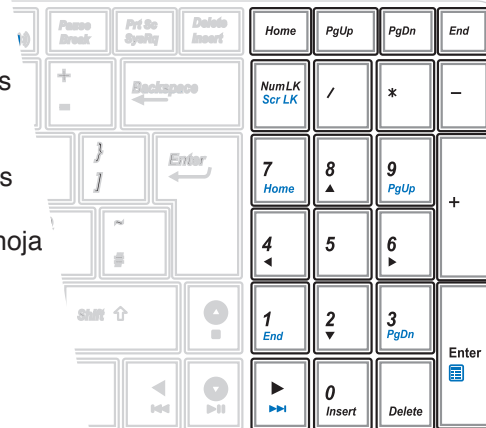 Pause Prt Sc Delete Home PgUp PgDn End
Break SysRq Insert
s
+ Backspace NumLK / * -
= Scr LK
s
} Enter 7 8 9 +
] Home PgUp
noja
~ 4 5 6
#
Shift 1 2 3
End PgDn
Enter
0
Insert Delete